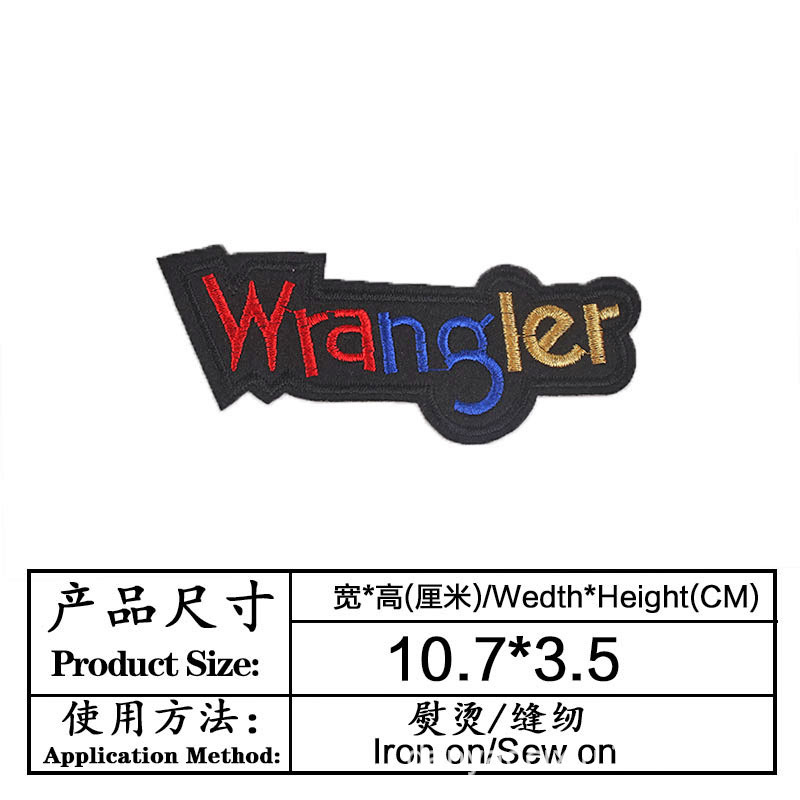 Wrangler
产品尺寸
Product Size:
宽*高(厘米)/Wedth*Height(CM)
10.7*3.5
使用方法：
Application Method:
熨烫/缝纫
Iron on/Sew on